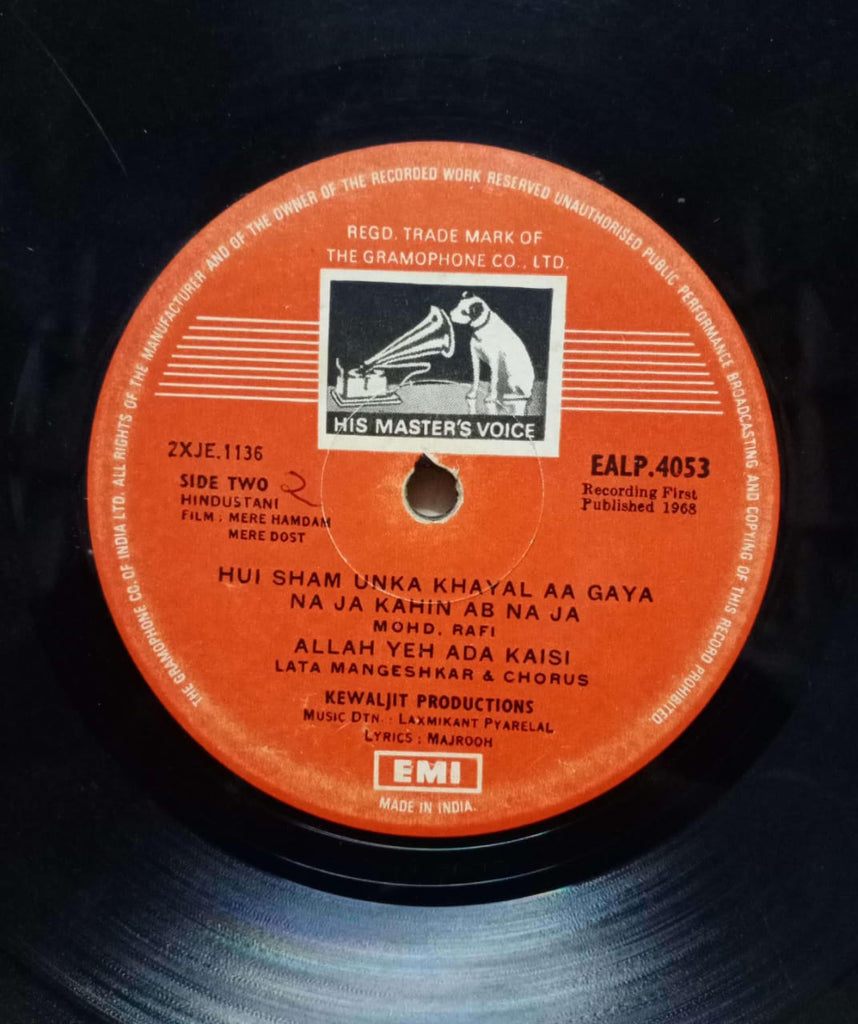 THE GRAMOPHONE CO. OF INDIA LTD. ALL RIGHTS OF THE MANUFACTURER AND OF THE OWNER OF THE RECORDED WORK RESERVED UNAUTHORISED PUBLIC PERFORMANCE BROADCASTING AND COPYING OF THIS RECORD PROHIBITED
REGD. TRADE MARK OF
THE GRAMOPHONE CO., LTD.
HIS MASTER'S VOICE
2XJE.1136
SIDE TWO 2
HINDUSTANI
FILM : MERE HAMDAM
MERE DOST
EALP.4053
Recording First
Published 1968
HUI SHAM UNKA KHAYAL AA GAYA
NA JA KAHIN AB NA JA
MOHD. RAFI
ALLAH YEH ADA KAISI
LATA MANGESHKAR & CHORUS
KEWALJIT PRODUCTIONS
MUSIC DTN. : LAXMIKANT PYARELAL
LYRICS : MAJROOH
EMI
MADE IN INDIA.